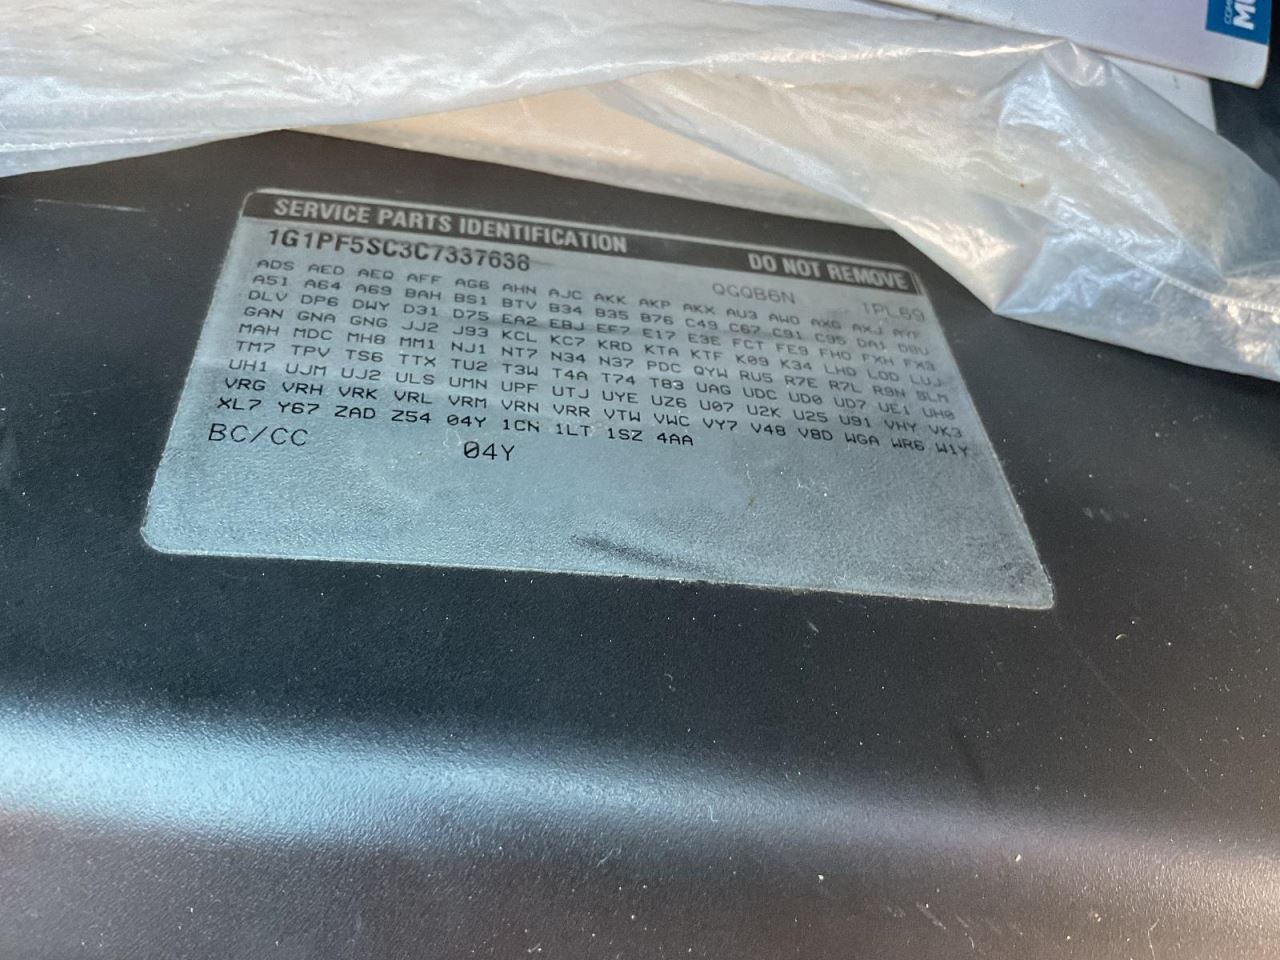 SERVICE PARTS IDENTIFICATION DO NOT REMOVE
1G1PF5SC3C7337638 QGQB6N 1PL69
ADS AED AEQ AFF AG6 AHN AJC AKK AKP AKX AU3 AWO AXG AXJ AYF
A51 A64 A69 BAH BS1 BTV B34 B35 B76 C49 C67 C91 C95 DA1 DBU
DLV DP6 DWY D31 D75 EA2 EBJ EF7 E17 E3E FCT FE9 FHO FXH FX3
GAN GNA GNG JJ2 J93 KCL KC7 KRD KTA KTF K09 K34 LHD LOD LUJ
MAH MDC MH8 MM1 NJ1 NT7 N34 N37 PDC QYW RU5 R7E R7L R9N SLM
TM7 TPV TS6 TTX TU2 T3W T4A T74 T83 UAG UDC UD0 UD7 UE1 UH0
UH1 UJM UJ2 ULS UMN UPF UTJ UYE UZ6 U07 U2K U25 U91 VHY VK3
VRG VRH VRK VRL VRM VRN VRR VTW VWC VY7 V48 V8D WGA WR6 W1Y
XL7 Y67 ZAD Z54 04Y 1CN 1LT 1SZ 4AA
BC/CC 04Y